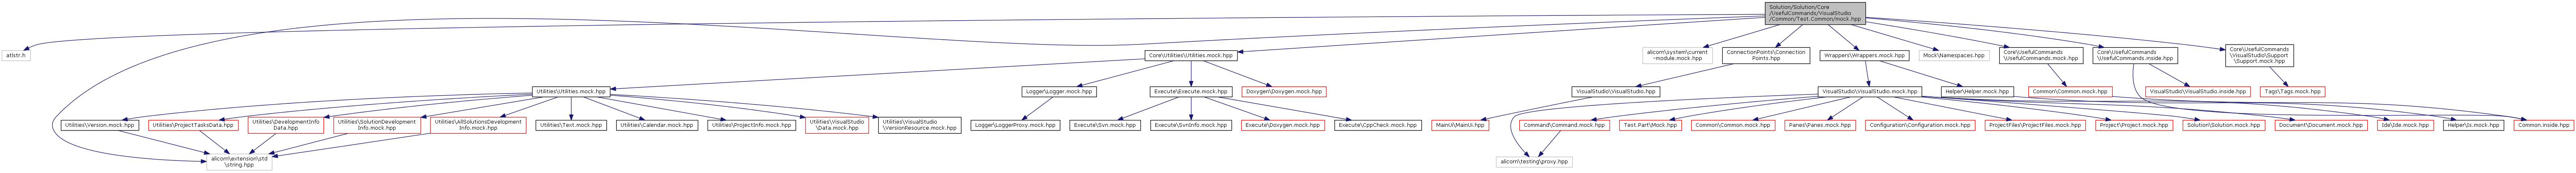 Solution/Solution/Core
/UsefulCommands/VisualStudio
/Common/Test.Common/mock.hpp
atlstr.h
Core\Utilities\Utilities.mock.hpp
alicorn\system\current
-module.mock.hpp
ConnectionPoints\Connection
Points.hpp
Wrappers\Wrappers.mock.hpp
Mock\Namespaces.hpp
Core\UsefulCommands
\UsefulCommands.mock.hpp
Core\UsefulCommands
\UsefulCommands.inside.hpp
Core\UsefulCommands
\VisualStudio\Support
\Support.mock.hpp
Utilities\Utilities.mock.hpp
Logger\Logger.mock.hpp
Execute\Execute.mock.hpp
Doxygen\Doxygen.mock.hpp
VisualStudio\VisualStudio.hpp
VisualStudio\VisualStudio.mock.hpp
Helper\Helper.mock.hpp
Common\Common.mock.hpp
VisualStudio\VisualStudio.inside.hpp
Tags\Tags.mock.hpp
Utilities\Version.mock.hpp
Utilities\ProjectTasksData.hpp
Utilities\DevelopmentInfo
Data.hpp
Utilities\SolutionDevelopment
Info.mock.hpp
Utilities\AllSolutionsDevelopment
Info.mock.hpp
Utilities\Text.mock.hpp
Utilities\Calendar.mock.hpp
Utilities\ProjectInfo.mock.hpp
Utilities\VisualStudio
\Data.mock.hpp
Utilities\VisualStudio
\VersionResource.mock.hpp
Logger\LoggerProxy.mock.hpp
Execute\Svn.mock.hpp
Execute\SvnInfo.mock.hpp
Execute\Doxygen.mock.hpp
Execute\CppCheck.mock.hpp
MainUi\MainUi.hpp
Command\Command.mock.hpp
Test.Part\Mock.hpp
Common\Common.mock.hpp
Panes\Panes.mock.hpp
Configuration\Configuration.mock.hpp
ProjectFiles\ProjectFiles.mock.hpp
Project\Project.mock.hpp
Solution\Solution.mock.hpp
Document\Document.mock.hpp
Ide\Ide.mock.hpp
Helper\Is.mock.hpp
Common.inside.hpp
alicorn\extension\std
\string.hpp
alicorn\testing\proxy.hpp